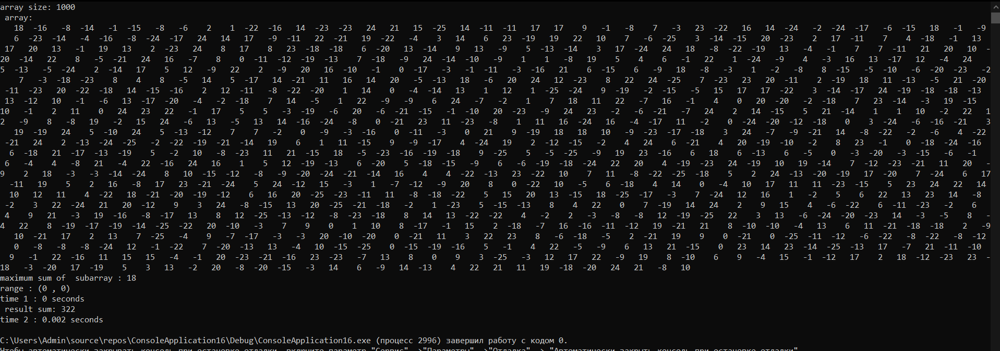 array size: 1000
array:
18 -16 -8 -14 -1 -15 -8 -6 2 1 -22 -16 14 -23 -23 24 21 15 -25 14 -11 -11 17 17 9 -1 -8 7 -3 23 -22 16 14 -24 -2 -24 -17 -6 -15 18 -1 -9
6 -23 -14 -4 -16 -8 -24 -17 24 14 17 -9 -11 22 -21 19 -22 -4 3 14 6 23 -19 19 22 10 7 -6 -25 3 -14 -15 20 -23 2 17 -11 7 4 -18 -1 13
17 20 13 -1 19 13 2 -23 24 8 17 8 23 -18 -18 6 -20 13 -14 9 13 -9 5 -13 -14 3 17 -24 24 18 -8 -22 -19 13 -4 -1 7 7 -11 21 20 10 -
20 -14 22 8 -5 -21 24 16 -7 8 0 -11 -12 -19 -13 7 -18 -9 24 -14 -10 -9 1 1 -8 19 5 4 6 -1 22 1 -24 -9 4 -3 16 13 -17 12 -4 24
5 -13 -5 -24 2 -14 17 5 12 -9 22 2 -9 20 16 -10 -1 0 -17 -3 -1 -11 -3 -16 21 6 -15 6 -9 18 -8 -3 1 -2 -8 8 -15 -5 -10 -6 -20 -23 -2
7 -3 -18 -23 8 4 8 -5 14 5 -17 14 -21 11 16 14 20 -5 -13 18 -6 20 24 12 -23 8 22 24 -25 7 -23 23 20 -11 2 -19 18 11 -13 -5 21 -20
-11 -23 20 -22 -18 14 -15 -16 2 12 -11 -8 -22 -20 1 14 0 -4 -14 13 1 12 1 -25 -24 9 -19 -2 -15 -5 15 17 17 -22 3 -14 -17 24 -19 -18 -18 -13
13 -12 10 -1 -6 13 -17 -20 -4 -2 -18 7 14 -5 1 22 -9 -9 6 24 -7 -2 1 7 18 11 22 -7 16 -1 4 0 20 -20 -2 -18 7 23 -14 -3 19 -15
10 -1 2 11 0 24 23 22 -1 17 5 5 -3 -19 -6 20 -6 -21 -15 -1 -10 20 -23 -9 24 23 -2 -6 -21 -7 24 2 14 -15 5 21 -14 1 1 10 -2 22 1
2 -9 8 -8 19 -2 15 24 -6 13 -5 13 14 -16 -24 -8 0 -21 23 11 -23 -8 1 11 16 -24 16 -4 -17 11 -2 0 -24 -20 -12 -18 0 3 -24 -6 -16 -21 3
19 -19 24 5 -10 24 5 -13 -12 7 7 -2 0 -9 -3 -16 0 -11 -3 0 21 9 -19 18 18 10 -9 -23 -17 -18 3 24 -7 -9 -21 14 -8 -22 -2 -6 4 -22
-21 24 2 -13 -24 -25 -2 -22 -19 -21 -14 19 6 1 11 -15 9 -9 -17 4 -24 19 2 -12 -15 -2 4 24 6 -21 4 20 -19 -10 -2 8 23 -1 0 -18 -24 -16
6 -18 21 -17 -13 -19 5 -2 10 -8 -23 11 21 -15 18 -5 -23 -16 -19 -18 9 -25 5 -5 -25 -9 19 23 -16 6 18 6 -13 6 -5 0 -3 -20 -3 -15 -6 -1
6 -4 4 -8 21 -4 22 -16 24 16 1 5 12 -19 -13 6 -20 5 -18 -15 -9 6 -6 -19 -18 -24 22 20 4 -19 -23 24 -19 10 19 -14 7 -12 -23 -21 11 20 -
9 2 18 -3 -3 -14 -24 8 10 -15 -12 -8 -9 -20 -24 -21 -14 16 4 4 -22 -13 23 -22 10 7 11 -8 -22 -25 -18 5 2 24 -13 -20 -19 17 -20 7 -24 6 17
-11 19 5 2 16 -8 17 23 -21 -24 5 24 -12 15 -3 1 -7 -12 -9 20 8 0 -22 10 -5 6 -18 4 14 0 -4 10 17 11 11 -23 -15 5 23 24 22 14
10 12 11 4 -22 18 -21 -20 -19 -12 6 16 20 -25 -23 -11 11 -8 -18 -22 5 15 20 13 -15 18 -25 -17 -3 7 -24 12 16 1 -2 5 6 22 13 23 14 -8
-2 3 22 -24 21 20 -12 9 3 24 -8 -15 13 20 -25 -21 -18 -2 1 -23 5 -15 -13 8 4 22 0 7 -19 14 24 2 9 15 4 -6 -22 6 -11 -23 -2 6
4 9 21 -3 19 -16 -8 -17 13 8 12 -25 -13 -12 -8 -23 -18 8 14 13 -22 -22 4 -2 2 -3 -8 -8 12 -19 -25 22 3 13 -6 -24 -20 -23 14 -3 -5 8 -
4 22 8 -19 -17 -19 -14 -25 -22 20 -10 -3 7 9 0 1 10 8 -17 -1 15 2 -18 -7 16 -16 -11 -12 19 -21 21 8 -10 -10 -4 13 6 11 -21 -18 -18 2 -9
10 -21 17 2 13 7 -25 -4 9 -7 -17 -3 -3 20 -10 -20 0 -21 11 3 22 23 8 -6 -18 -5 2 -21 19 9 0 -21 0 -25 -11 -12 -6 -22 -8 -22 -8 -12
0 -8 -8 -8 -24 12 -1 -22 7 -20 -13 13 -4 10 -15 -25 0 -15 -19 -16 5 -1 4 22 -5 -9 6 13 21 -15 0 23 14 23 -14 -25 -13 17 -7 21 -11 -10
9 -1 22 -16 11 15 15 -4 -1 20 -23 -21 -16 23 -23 -7 13 8 0 9 3 -25 -3 12 17 22 -9 19 8 -10 6 9 -4 15 -1 -12 17 2 18 -12 -23 23 -
18 -3 -20 17 -19 5 3 13 -2 20 -8 -20 -15 -3 14 6 -9 14 -13 4 22 21 11 19 -18 -20 24 21 -8 10
maximum sum of  subarray : 18
range : (0 , 0)
time 1 : 0 seconds
result sum: 322
time 2 : 0.002 seconds
C:\Users\Admin\source\repos\ConsoleApplication16\Debug\ConsoleApplication16.exe (процесс 2996) завершил работу с кодом 0.
Чтобы автоматически закрывать консоль при остановке отладки, включите параметр "Сервис" ->"Параметры" ->"Отладка" -> "Автоматически закрыть консоль при остановке отладки".